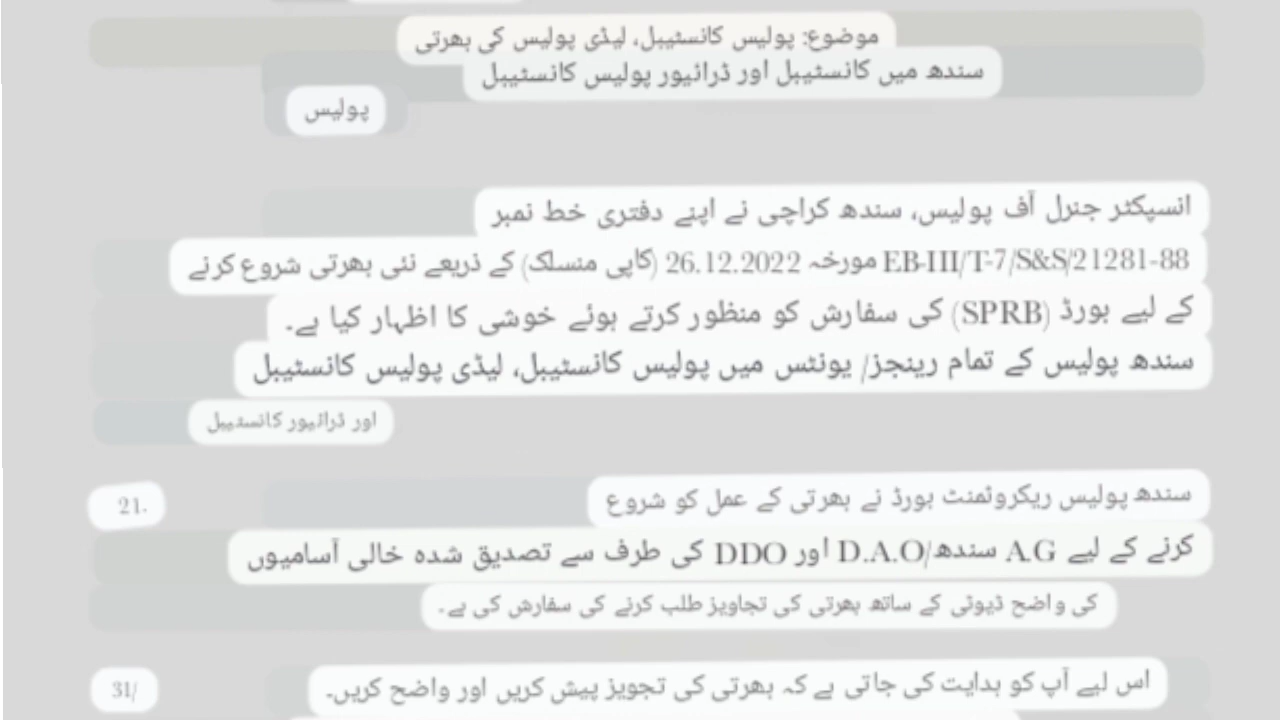 موضوع: پولیس کانسٹیبل، لیڈی پولیس کی بھرتی
سندھ میں کانسٹیبل اور ڈرائیور پولیس کانسٹیبل
پولیس
انسپکٹر جنرل آف پولیس، سندھ کراچی نے اپنے دفتری خط نمبر
EB-III/T-7/S&S/21281-88 مورخہ 26.12.2022 (کاپی منسلک) کے ذریعے نئی بھرتی شروع کرنے
کے لیے بورڈ (SPRB) کی سفارش کو منظور کرتے ہوئے خوشی کا اظہار کیا ہے۔
سندھ پولیس کے تمام رینجز/ یونٹس میں پولیس کانسٹیبل، لیڈی پولیس کانسٹیبل
اور ڈرائیور کانسٹیبل
سندھ پولیس ریکروٹمنٹ بورڈ نے بھرتی کے عمل کو شروع
21.
کرنے کے لیے A.G سندھ/D.A.O اور DDO کی طرف سے تصدیق شدہ خالی آسامیوں
کی واضح ڈیوٹی کے ساتھ بھرتی کی تجاویز طلب کرنے کی سفارش کی ہے۔
اس لیے آپ کو ہدایت کی جاتی ہے کہ بھرتی کی تجویز پیش کریں اور واضح کریں۔
31/